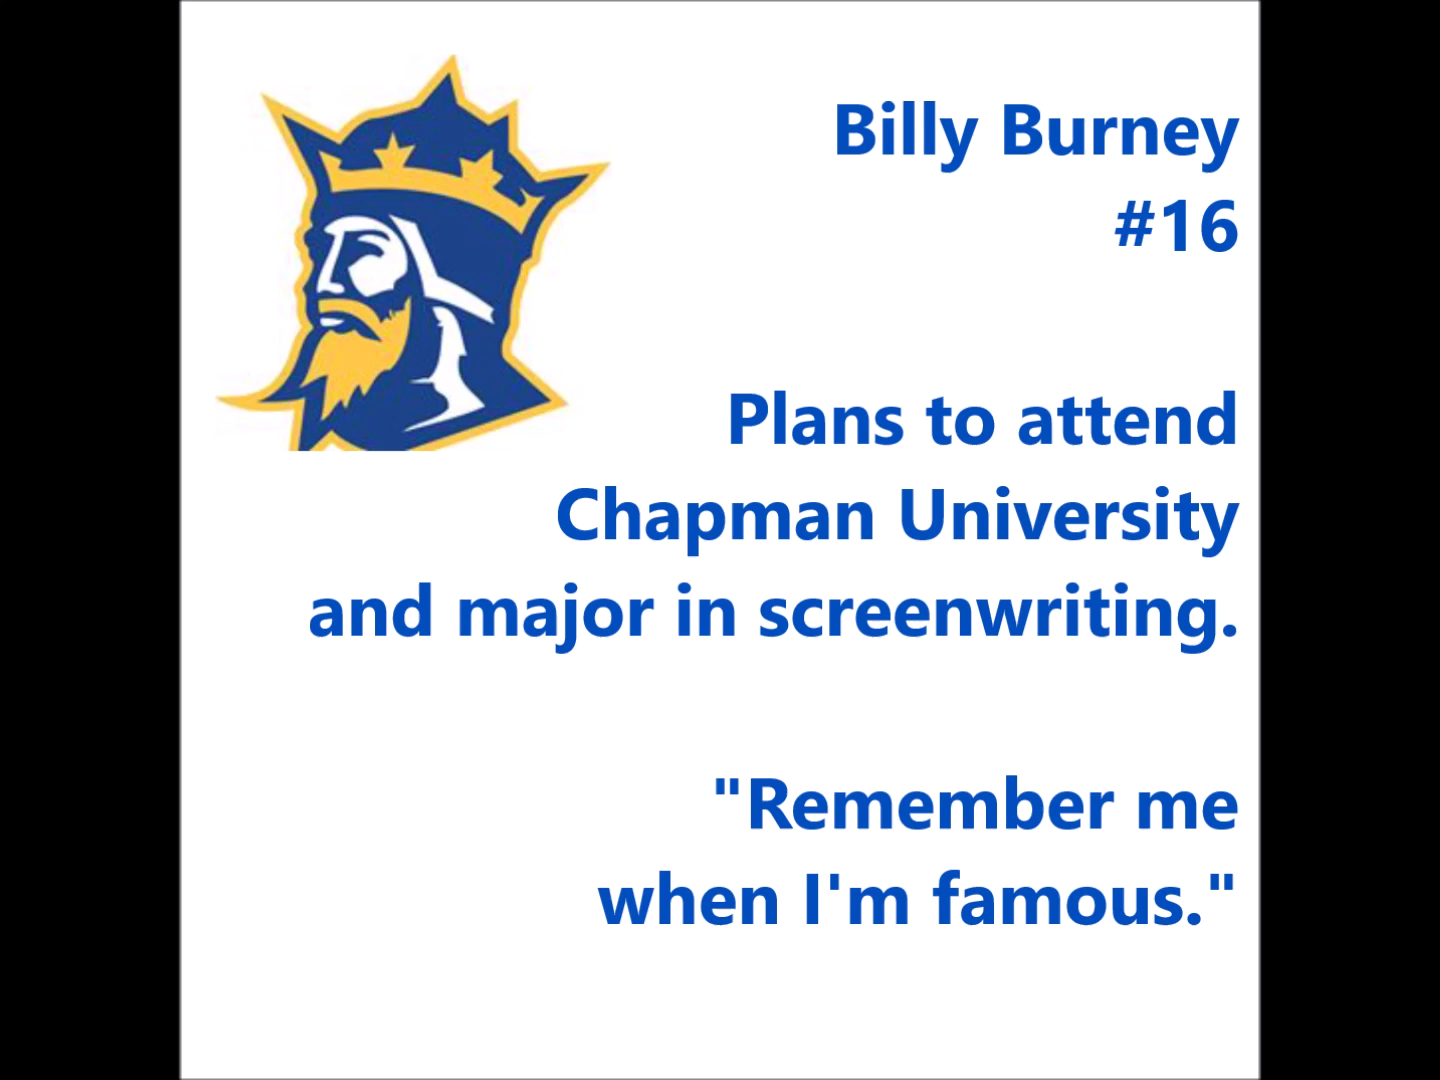 Billy Burney
#16
Plans to attend
Chapman University
and major in screenwriting.
"Remember me
when I'm famous."